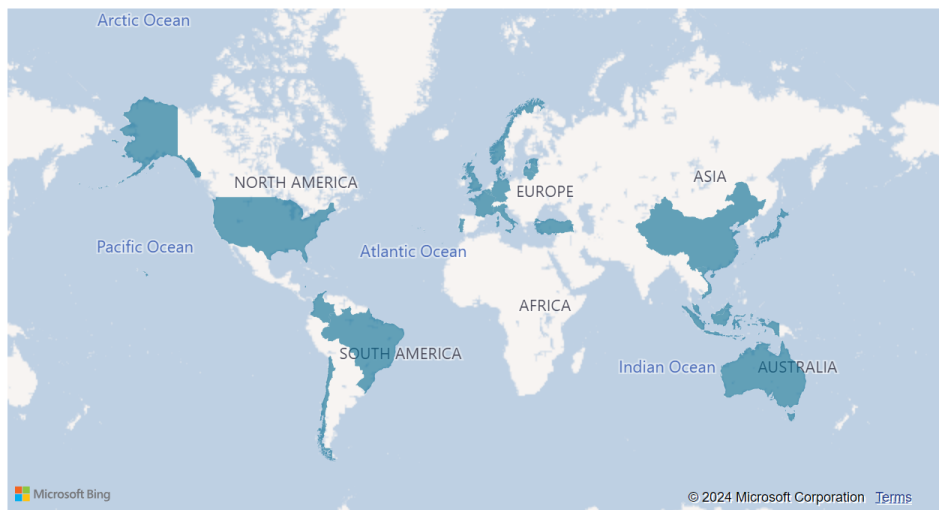 Arctic Ocean
NORTH AMERICA
EUROPE
ASIA
Pacific Ocean
Atlantic Ocean
AFRICA
SOUTH AMERICA
Indian Ocean
AUSTRALIA
Microsoft Bing
© 2024 Microsoft Corporation Terms